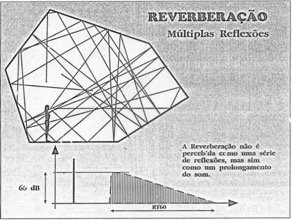 REVERBERAÇÃO
Múltiplas Reflexões
A Reverberação não é
percebida como uma série
de reflexões, mas sim
como um prolongamento
do som.
60 dB
RT60